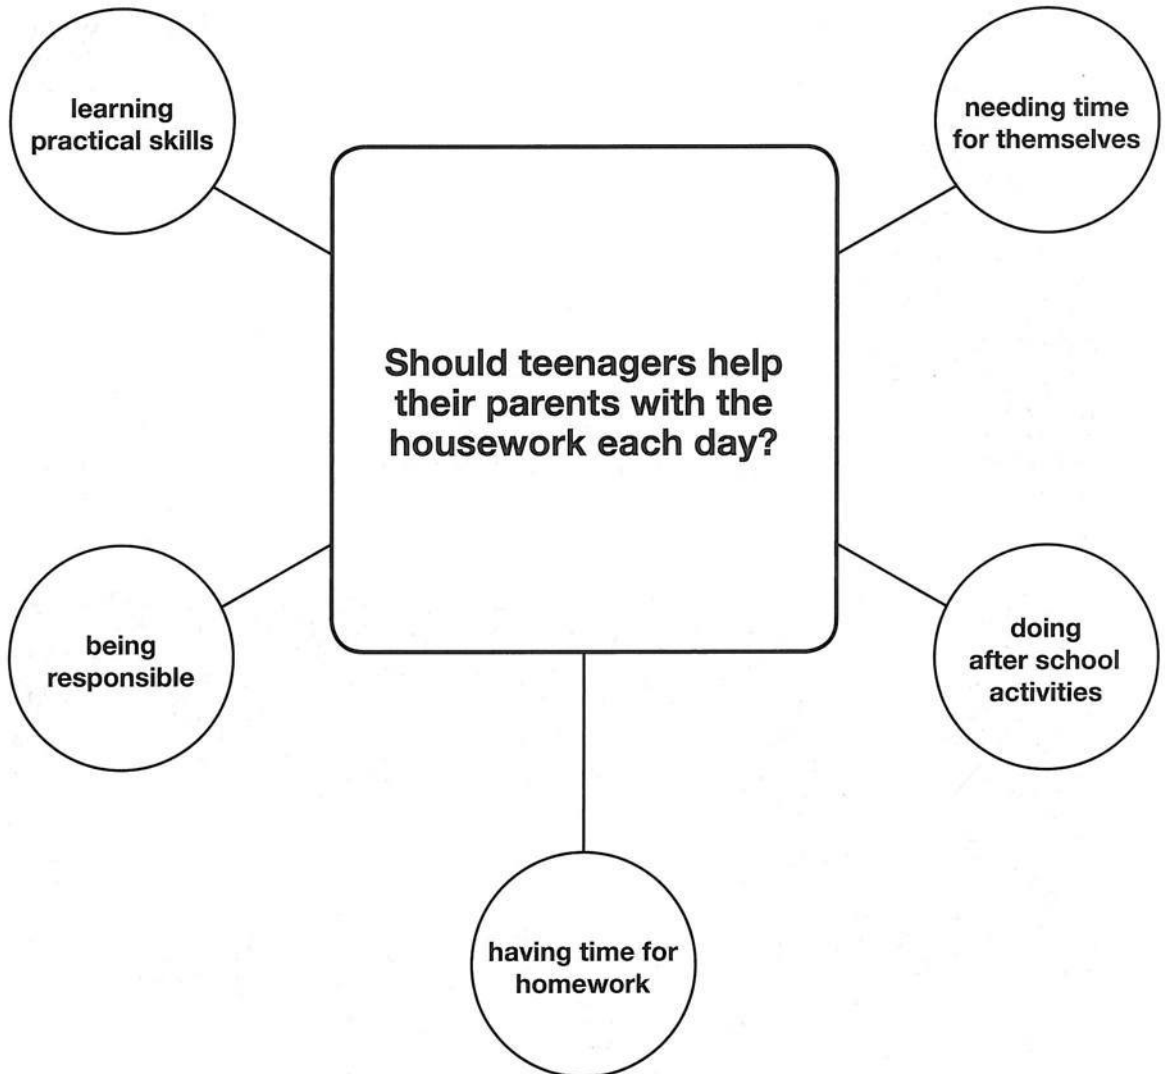 learning
practical skills
needing time
for themselves
Should teenagers help
their parents with the
housework each day?
being
responsible
doing
after school
activities
having time for
homework